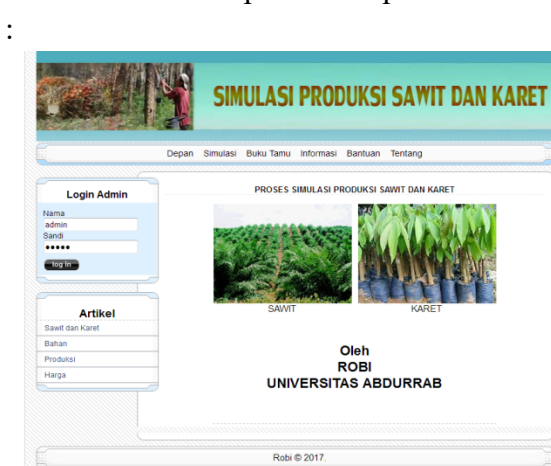 :
SIMULASI PRODUKSI SAWIT DAN KARET
Depan Simulasi Buku Tamu Informasi Bantuan Tentang
Login Admin
Nama
admin
Sandi
•••••
log in
Artikel
Sawit dan Karet
Bahan
Produksi
Harga
PROSES SIMULASI PRODUKSI SAWIT DAN KARET
SAWIT KARET
Oleh
ROBI
UNIVERSITAS ABDURRAB
Robi © 2017.